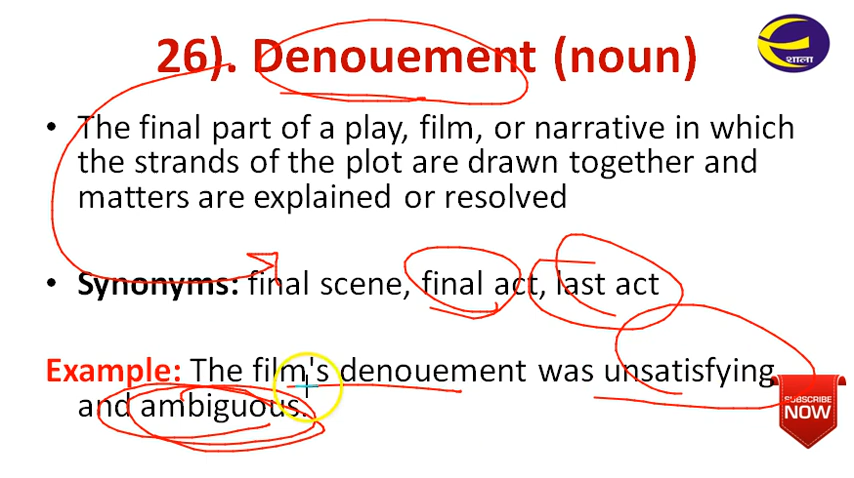 26). Denouement (noun)
शाला
• The final part of a play, film, or narrative in which
the strands of the plot are drawn together and
matters are explained or resolved
• Synonyms: final scene, final act, last act
Example: The film's denouement was unsatisfying
and ambiguous.
SUBSCRIBE
NOW